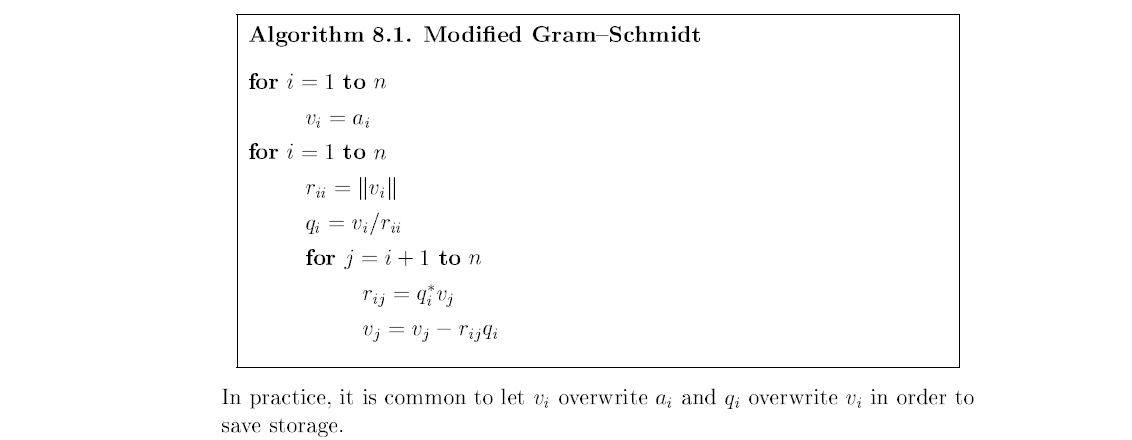 Algorithm 8.1. Modified Gram–Schmidt
for i = 1 to n
v_i = a_i
for i = 1 to n
r_{ii} = ‖v_i‖
q_i = v_i/r_{ii}
for j = i + 1 to n
r_{ij} = q_i^* v_j
v_j = v_j − r_{ij}q_i
In practice, it is common to let v_i overwrite a_i and q_i overwrite v_i in order to
save storage.